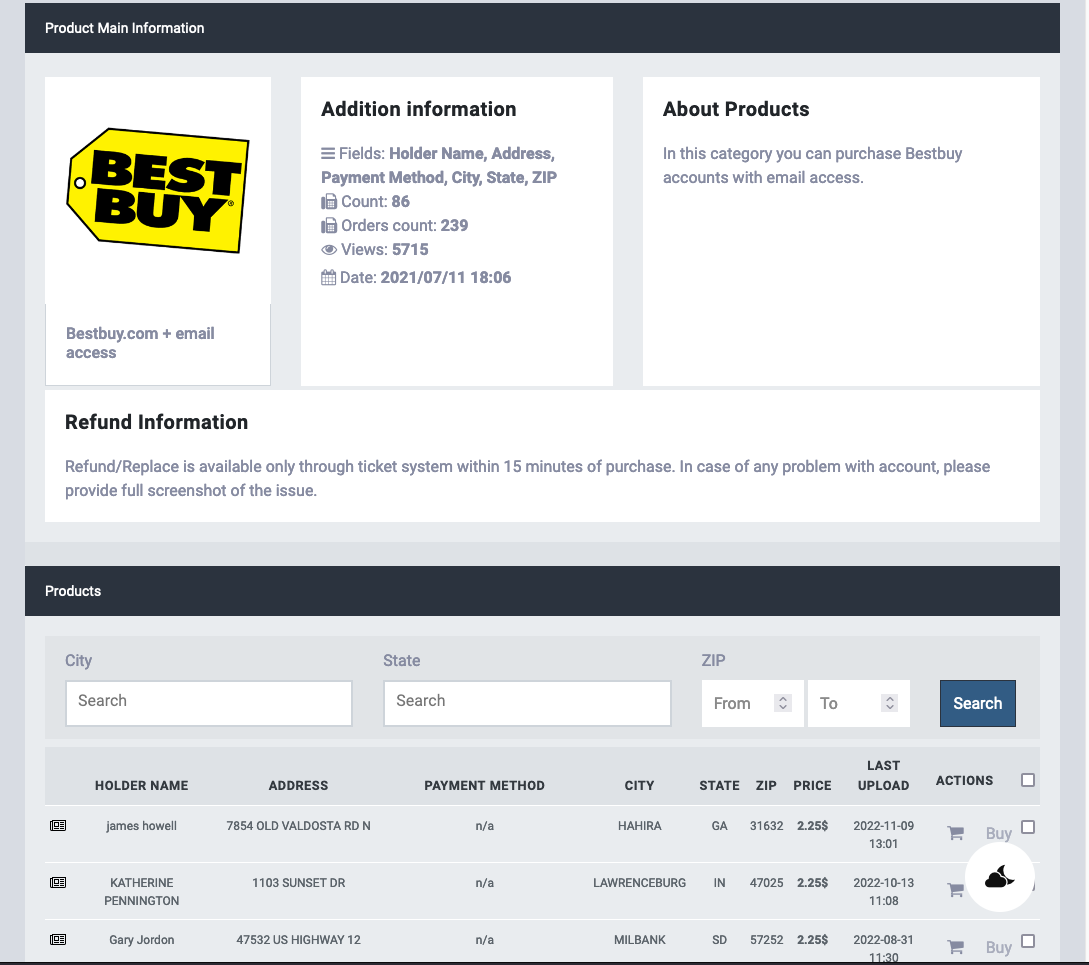 Product Main Information
BEST
BUY
Bestbuy.com + email
access
Addition information
Fields: Holder Name, Address,
Payment Method, City, State, ZIP
Count: 86
Orders count: 239
Views: 5715
Date: 2021/07/11 18:06
About Products
In this category you can purchase Bestbuy
accounts with email access.
Refund Information
Refund/Replace is available only through ticket system within 15 minutes of purchase. In case of any problem with account, please
provide full screenshot of the issue.
Products
City State ZIP
Search Search From To Search
HOLDER NAME ADDRESS PAYMENT METHOD CITY STATE ZIP PRICE LAST UPLOAD ACTIONS
james howell 7854 OLD VALDOSTA RD N n/a HAHIRA GA 31632 2.25$ 2022-11-09 13:01 Buy
KATHERINE PENNINGTON 1103 SUNSET DR n/a LAWRENCEBURG IN 47025 2.25$ 2022-10-13 11:08
Gary Jordon 47532 US HIGHWAY 12 n/a MILBANK SD 57252 2.25$ 2022-08-31 11:30 Buy